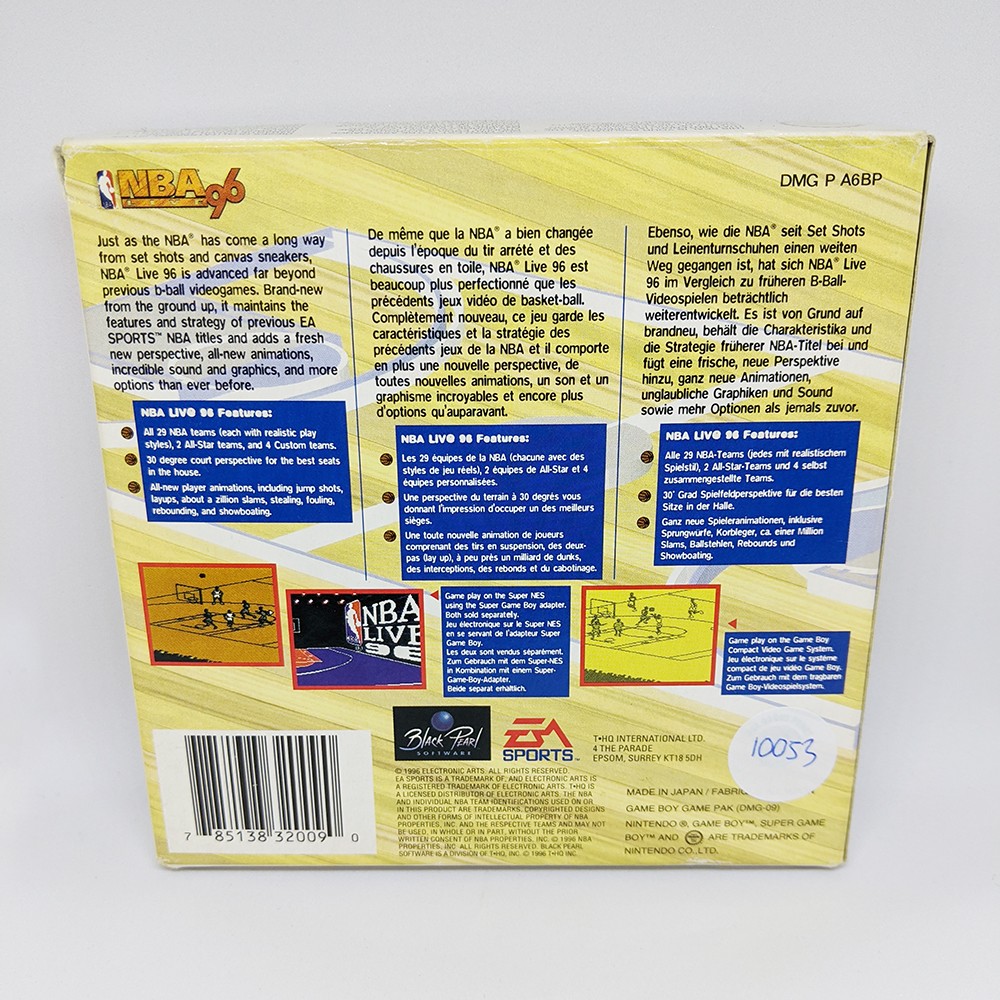 NBA
LIVE 96
DMG P A6BP
Just as the NBA® has come a long way
from set shots and canvas sneakers,
NBA® Live 96 is advanced far beyond
previous b-ball videogames. Brand-new
from the ground up, it maintains the
features and strategy of previous EA
SPORTS™ NBA titles and adds a fresh
new perspective, all-new animations,
incredible sound and graphics, and more
options than ever before.
NBA LIVE 96 Features:
All 29 NBA teams (each with realistic play
styles), 2 All-Star teams, and 4 Custom teams.
30 degree court perspective for the best seats
in the house.
All-new player animations, including jump shots,
layups, about a zillion slams, stealing, fouling,
rebounding, and showboating.
De même que la NBA® a bien changée
depuis l'époque du tir arrété et des
chaussures en toile, NBA® Live 96 est
beaucoup plus perfectionné que les
précédents jeux vidéo de basket-ball.
Complètement nouveau, ce jeu garde les
caractéristiques et la stratégie des
précédents jeux de la NBA et il comporte
en plus une nouvelle perspective, de
toutes nouvelles animations, un son et un
graphisme incroyables et encore plus
d'options qu'auparavant.
NBA LIVE 96 Features:
Les 29 équipes de la NBA (chacune avec des
styles de jeu réels), 2 équipes de All-Star et 4
équipes personnalisées.
Une perspective du terrain à 30 degrés vous
donnant l'impression d'occuper un des meilleurs
sièges.
Une toute nouvelle animation de joueurs
comprenant des tirs en suspension, des deux-
pas (lay up), à peu près un milliard de dunks,
des interceptions, des rebonds et du cabotinage.
Ebenso, wie die NBA® seit Set Shots
und Leinenturnschuhen einen weiten
Weg gegangen ist, hat sich NBA® Live
96 im Vergleich zu früheren B-Ball-
Videospielen beträchtlich
weiterentwickelt. Es ist von Grund auf
brandneu, behält die Charakteristika und
die Strategie früherer NBA-Titel bei und
fügt eine frische, neue Perspektive
hinzu, ganz neue Animationen,
unglaubliche Graphiken und Sound
sowie mehr Optionen als jemals zuvor.
NBA LIVE 96 Features:
Alle 29 NBA-Teams (jedes mit realistischem
Spielstil), 2 All-Star-Teams und 4 selbst
zusammengestellte Teams.
30° Grad Spielfeldperspektive für die besten
Sitze in der Halle.
Ganz neue Spieleranimationen, inklusive
Sprungwürfe, Korbleger, ca. einer Million
Slams, Ballstehlen, Rebounds und
Showboating.
NBA
LIVE
96
Game play on the Super NES
using the Super Game Boy adapter.
Both sold separately.
Jeu électronique sur le Super NES
en se servant de l'adapteur Super
Game Boy.
Les deux sont vendus séparément.
Zum Gebrauch mit dem Super-NES
in Kombination mit einem Super-
Game-Boy-Adapter.
Beide separat erhältlich.
Game play on the Game Boy
Compact Video Game System.
Jeu électronique sur le système
compact de jeu vidéo Game Boy.
Zum Gebrauch mit dem tragbaren
Game Boy-Videospielsystem.
Black Pearl
SOFTWARE
EA
SPORTS™
T•HQ INTERNATIONAL LTD.
4 THE PARADE
EPSOM, SURREY KT18 5DH
10053
© 1996 ELECTRONIC ARTS. ALL RIGHTS RESERVED.
EA SPORTS IS A TRADEMARK OF, AND ELECTRONIC ARTS IS
A REGISTERED TRADEMARK OF ELECTRONIC ARTS. T•HQ IS
A LICENSED DISTRIBUTOR OF ELECTRONIC ARTS. THE NBA
AND INDIVIDUAL NBA TEAM IDENTIFICATIONS USED ON OR
IN THIS PRODUCT ARE TRADEMARKS, COPYRIGHTED DESIGNS
AND OTHER FORMS OF INTELLECTUAL PROPERTY OF NBA
PROPERTIES, INC. AND THE RESPECTIVE TEAMS AND MAY NOT
BE USED, IN WHOLE OR IN PART, WITHOUT THE PRIOR
WRITTEN CONSENT OF NBA PROPERTIES, INC. © 1996 NBA
PROPERTIES, INC. ALL RIGHTS RESERVED. BLACK PEARL
SOFTWARE IS A DIVISION OF T•HQ, INC. © 1996 T•HQ INC.
MADE IN JAPAN / FABRIQ
GAME BOY GAME PAK (DMG-09)
NINTENDO ®, GAME BOY™, SUPER GAME
BOY™ AND ARE TRADEMARKS OF
NINTENDO CO., LTD.
7 85138 32009 0